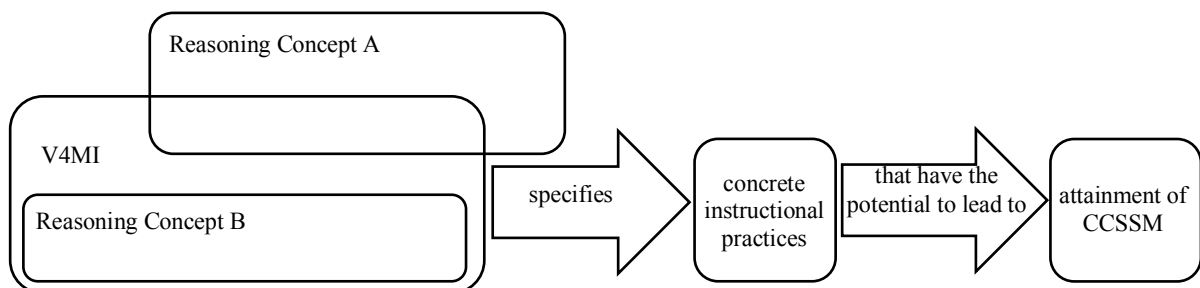 Reasoning Concept A
V4MI
Reasoning Concept B
specifies
concrete
instructional
practices
that have the
potential to lead to
attainment of
CCSSM